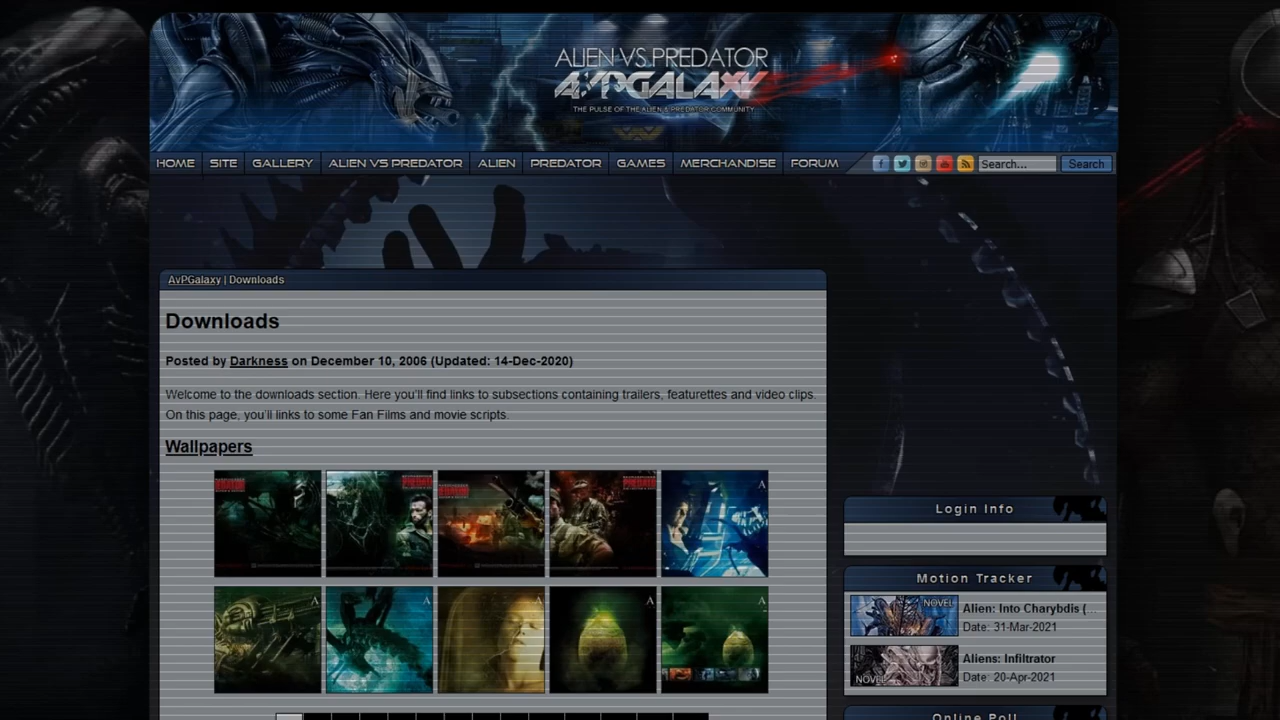 ALIEN VS. PREDATOR
AVPGALAXY
THE PULSE OF THE ALIEN & PREDATOR COMMUNITY
HOME SITE GALLERY ALIEN VS PREDATOR ALIEN PREDATOR GAMES MERCHANDISE FORUM Search... Search
AvPGalaxy | Downloads
Downloads
Posted by Darkness on December 10, 2006 (Updated: 14-Dec-2020)
Welcome to the downloads section. Here you'll find links to subsections containing trailers, featurettes and video clips.
On this page, you'll links to some Fan Films and movie scripts.
Wallpapers
Login Info
Motion Tracker
NOVEL
Alien: Into Charybdis (...
Date: 31-Mar-2021
Aliens: Infiltrator
Date: 20-Apr-2021
NOVEL
Online Poll